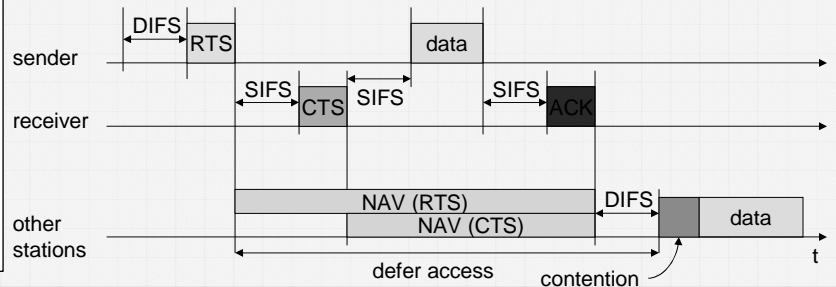 DIFS
RTS
data
sender
SIFS
SIFS
SIFS
CTS
ACK
receiver
NAV (RTS)
DIFS
NAV (CTS)
data
other
stations
t
defer access
contention